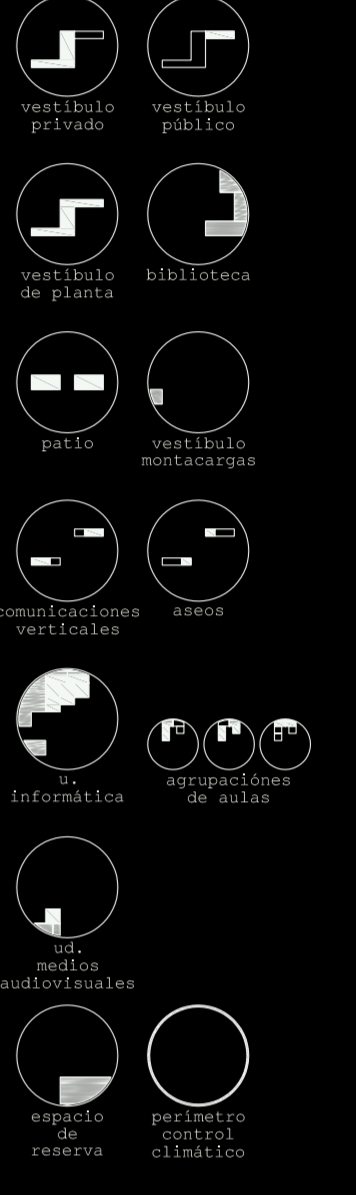 vestíbulo
privado
vestíbulo
público
vestíbulo
de planta
biblioteca
patio
vestíbulo
montacargas
comunicaciones
verticales
aseos
u.
informática
agrupaciónes
de aulas
ud.
medios
audiovisuales
espacio
de
reserva
perímetro
control
climático